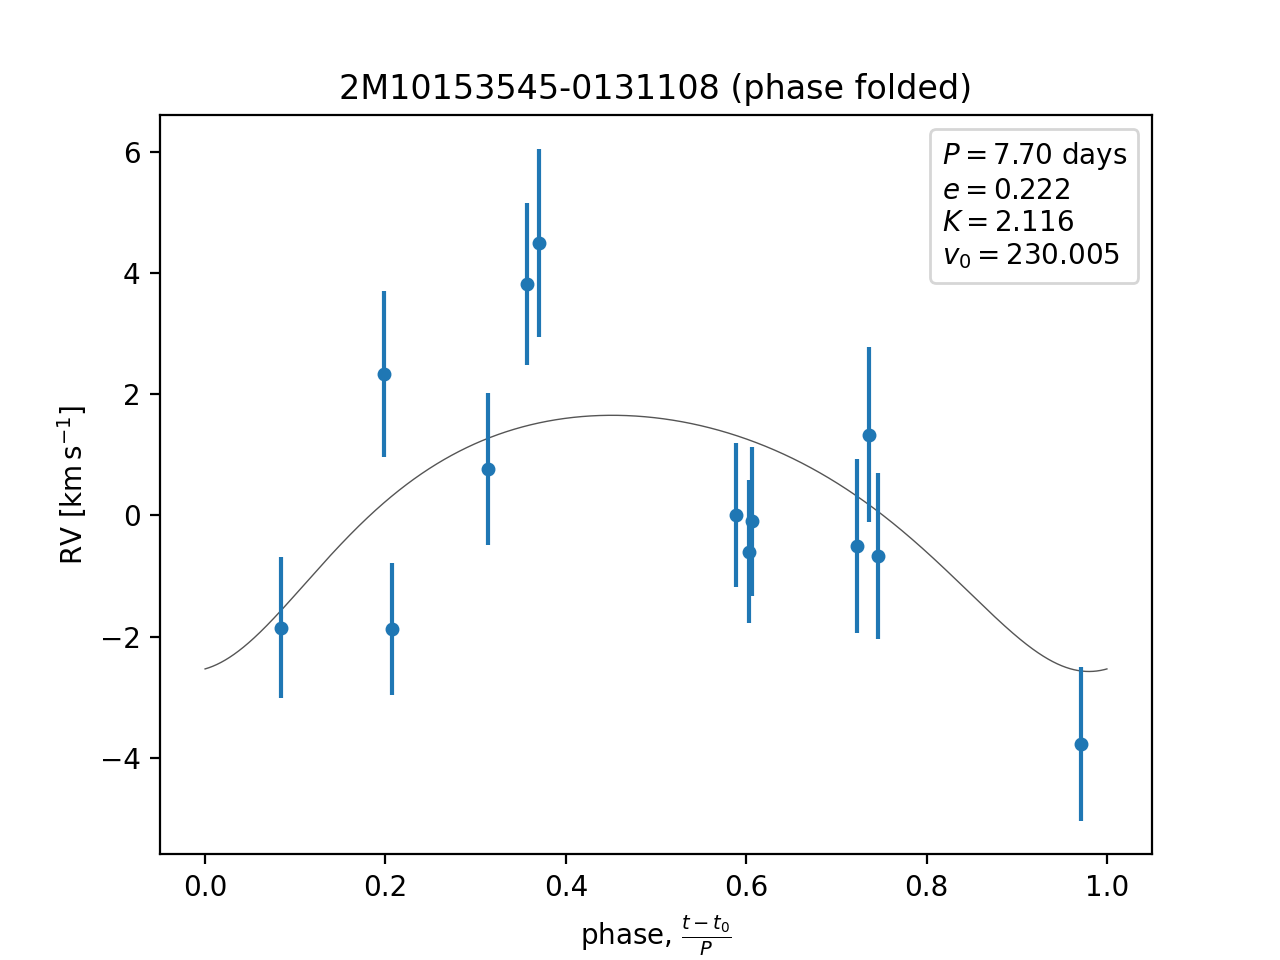 2M10153545-0131108 (phase folded)
P = 7.70 days
e = 0.222
K = 2.116
v₀ = 230.005
RV [km s⁻¹]
6
4
2
0
−2
−4
0.0 0.2 0.4 0.6 0.8 1.0
phase, (t − t₀)/P